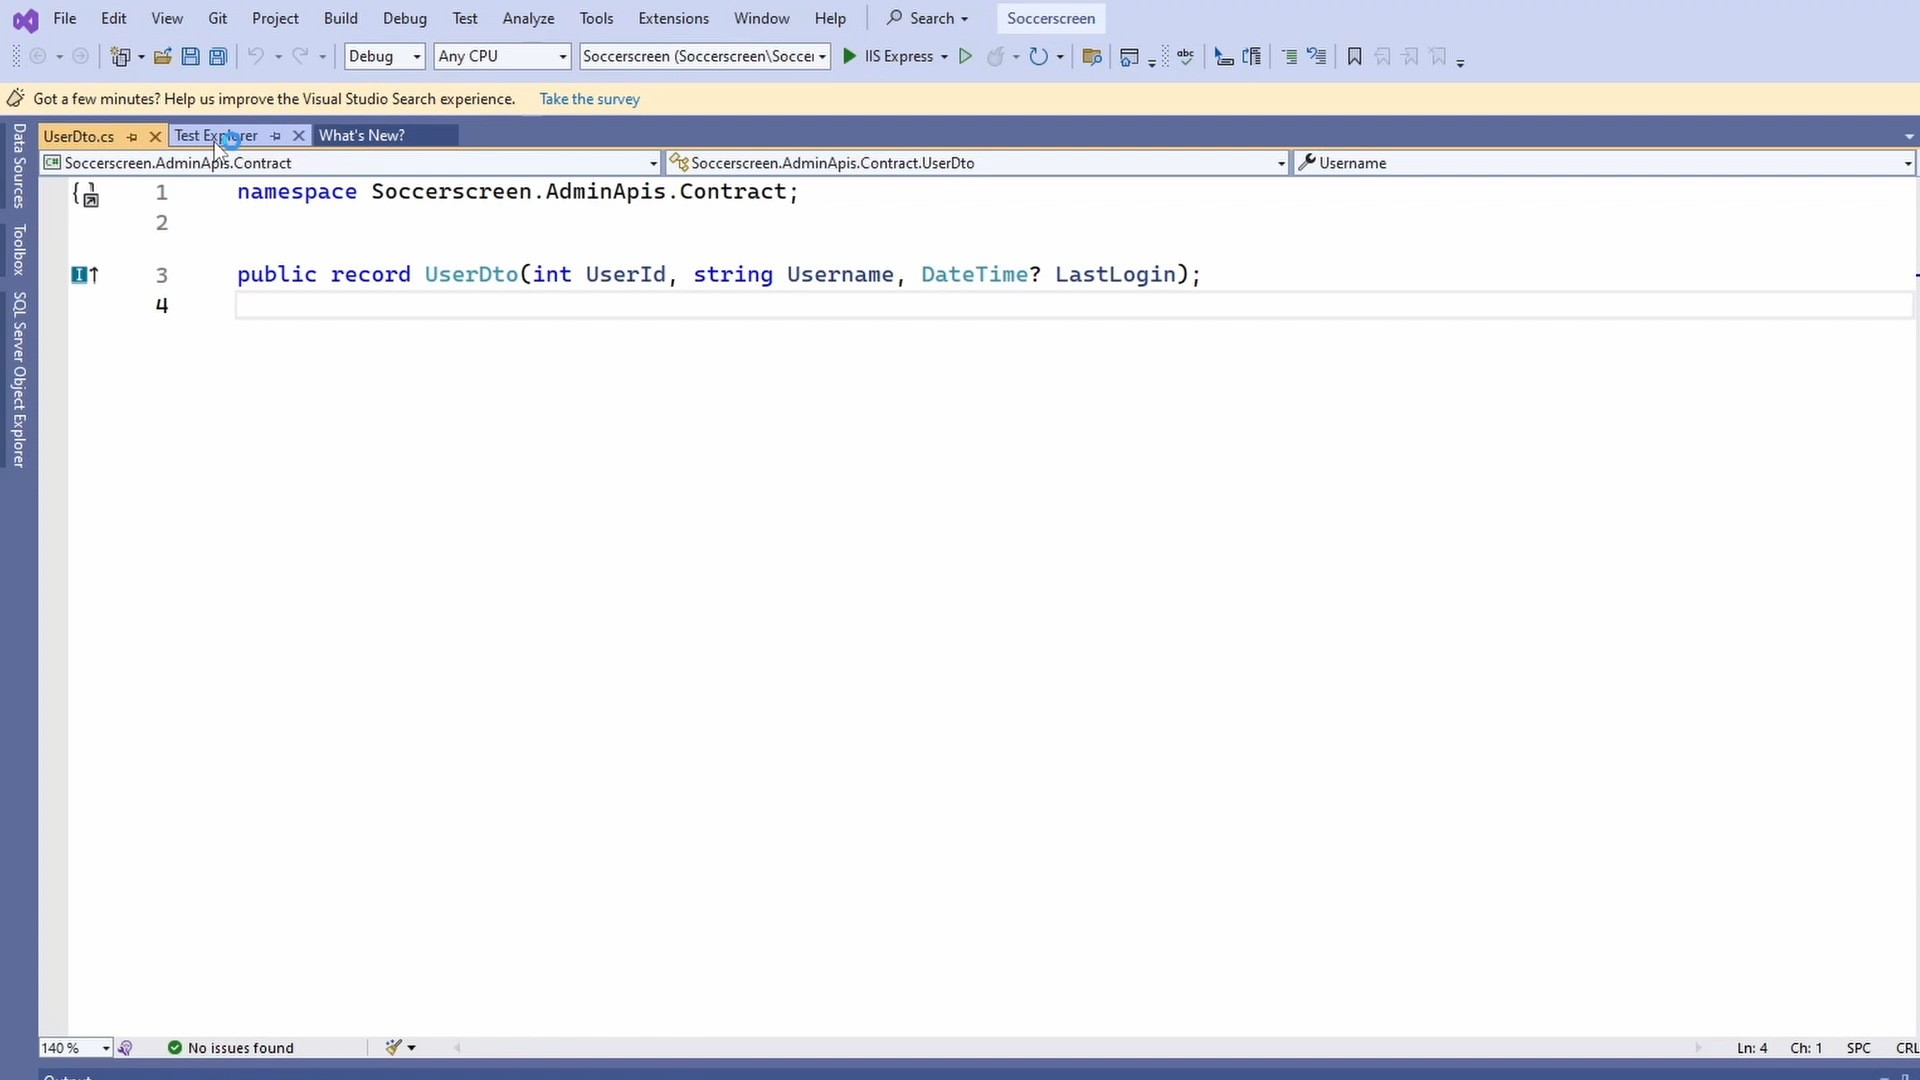 File Edit View Git Project Build Debug Test Analyze Tools Extensions Window Help Search Soccerscreen
Debug Any CPU Soccerscreen (Soccerscreen\Soccer IIS Express abc
Got a few minutes? Help us improve the Visual Studio Search experience. Take the survey
UserDto.cs Test Explorer What's New?
C# Soccerscreen.AdminApis.Contract Soccerscreen.AdminApis.Contract.UserDto Username
Data Sources
Toolbox
SQL Server Object Explorer
1 namespace Soccerscreen.AdminApis.Contract;
2
3 public record UserDto(int UserId, string Username, DateTime? LastLogin);
4
140 % No issues found Ln: 4 Ch: 1 SPC CRL
Output